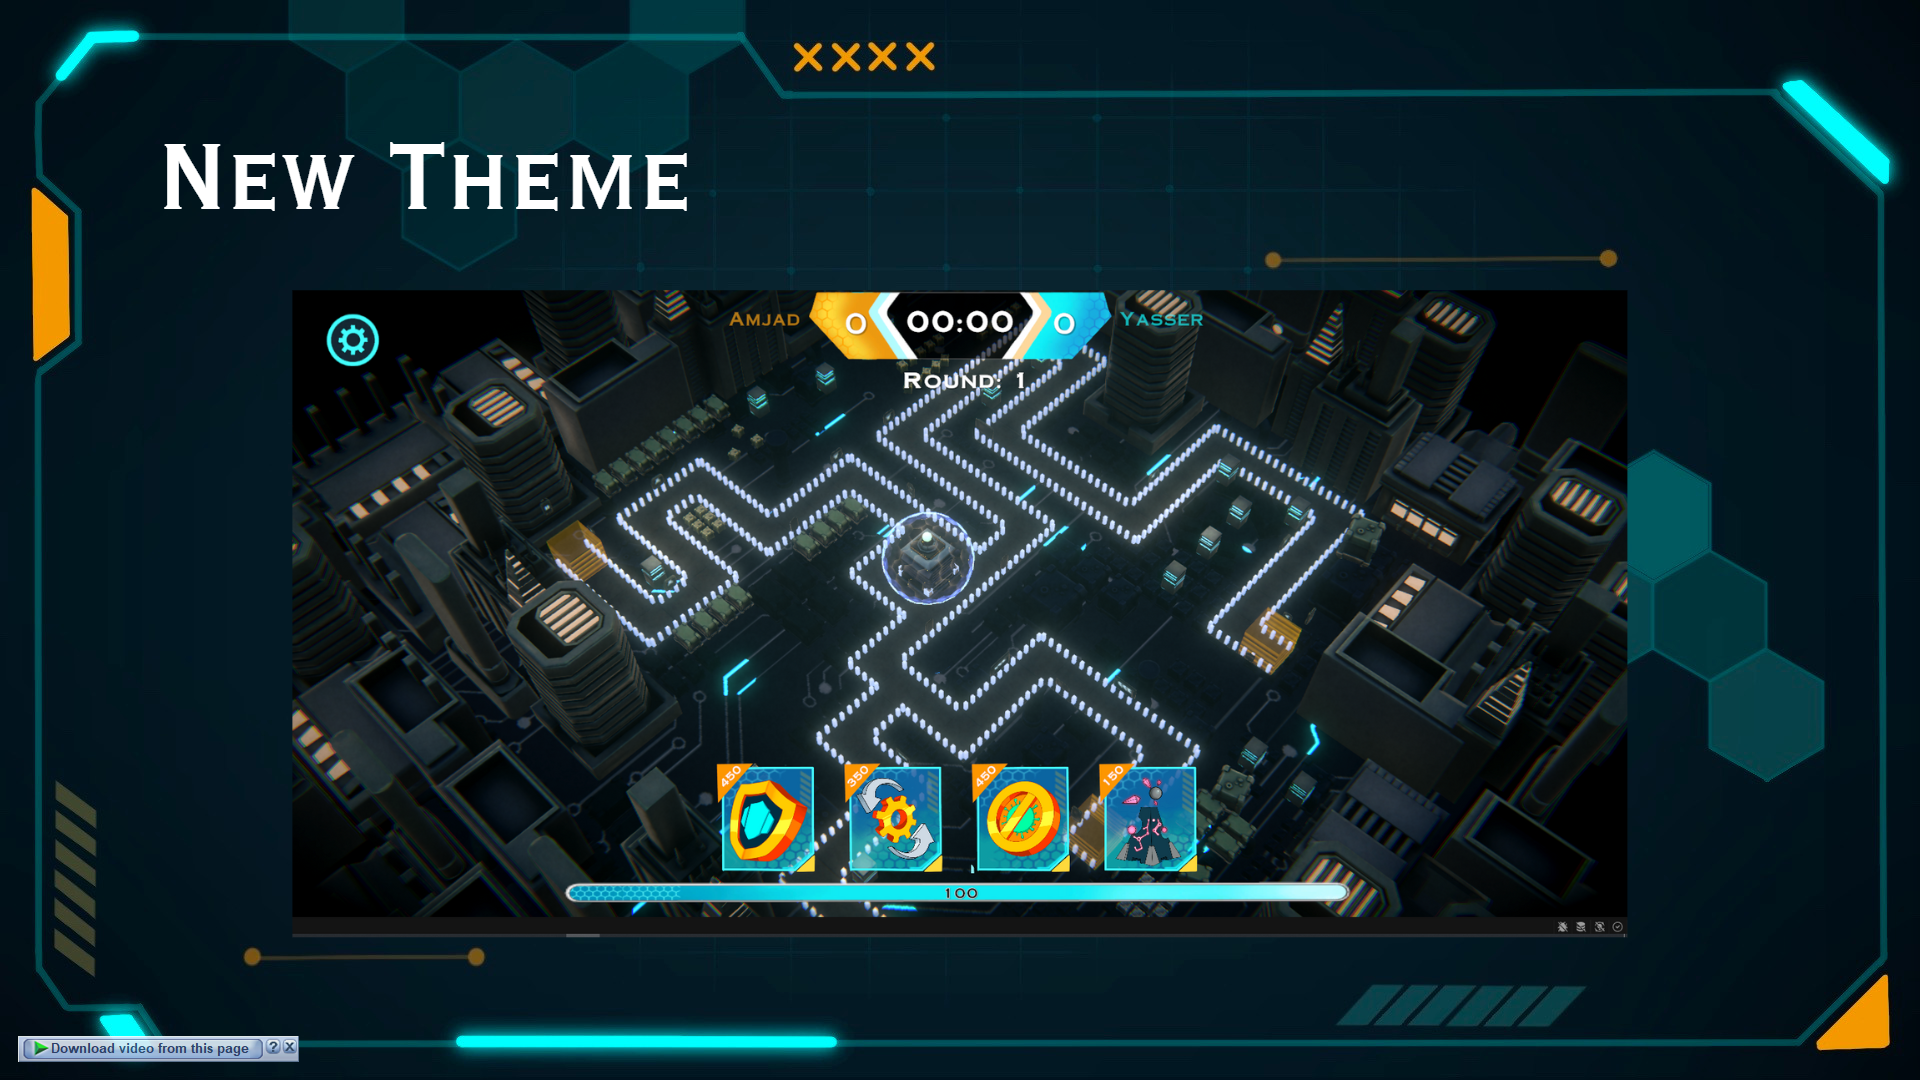 New Theme
Amjad 0 00:00 0 Yasser
Round: 1
450 350 450 150
100
Download video from this page ? X